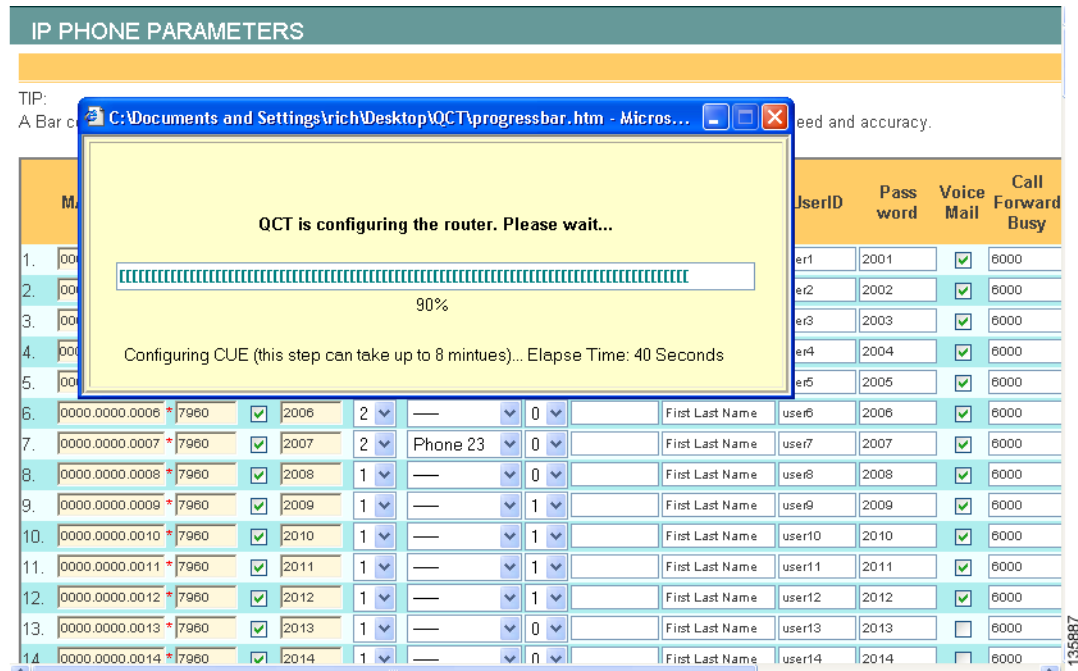 IP PHONE PARAMETERS
TIP:
A Bar eed and accuracy.
C:\Documents and Settings\rich\Desktop\QCT\progressbar.htm - Micros...
QCT is configuring the router. Please wait...
90%
Configuring CUE (this step can take up to 8 mintues)... Elapse Time: 40 Seconds
UserID Pass word Voice Mail Call Forward Busy
1. er1 2001 6000
2. er2 2002 6000
3. er3 2003 6000
4. er4 2004 6000
5. er5 2005 6000
6. 0000.0000.0006 * 7960 2006 2 — 0 First Last Name user6 2006 6000
7. 0000.0000.0007 * 7960 2007 2 Phone 23 0 First Last Name user7 2007 6000
8. 0000.0000.0008 * 7960 2008 1 — 0 First Last Name user8 2008 6000
9. 0000.0000.0009 * 7960 2009 1 — 1 First Last Name user9 2009 6000
10. 0000.0000.0010 * 7960 2010 1 — 1 First Last Name user10 2010 6000
11. 0000.0000.0011 * 7960 2011 1 — 1 First Last Name user11 2011 6000
12. 0000.0000.0012 * 7960 2012 1 — 1 First Last Name user12 2012 6000
13. 0000.0000.0013 * 7960 2013 1 — 0 First Last Name user13 2013 6000
14 0000.0000.0014 * 7960 2014 1 — 0 First Last Name user14 2014 6000
135887